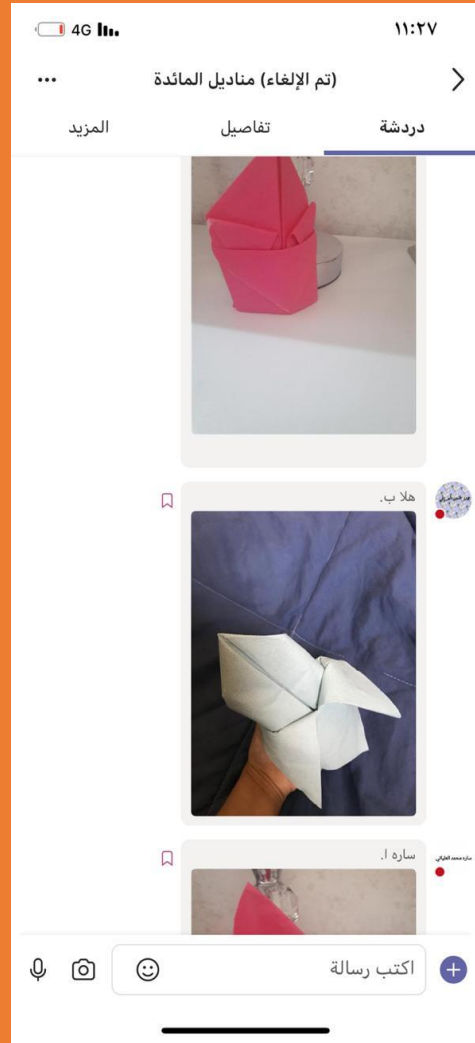 4G
١١:٢٧
(تم الإلغاء) مناديل المائدة
دردشة
تفاصيل
المزيد
هلا ب.
ساره ا.
اكتب رسالة